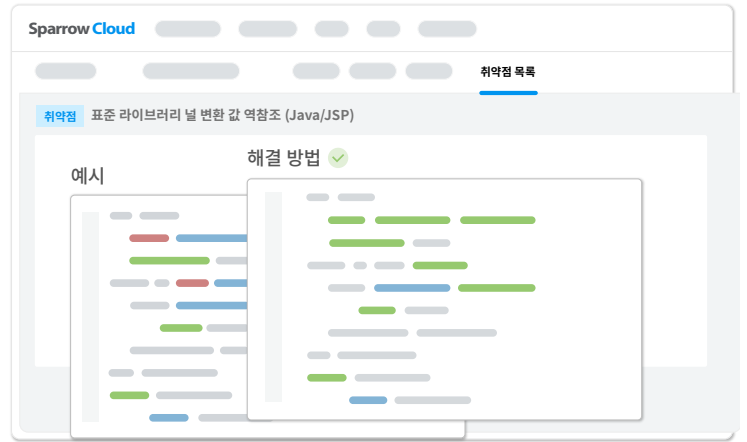 Sparrow Cloud
취약점 목록
취약점 표준 라이브러리 널 변환 값 역참조 (Java/JSP)
해결 방법
예시